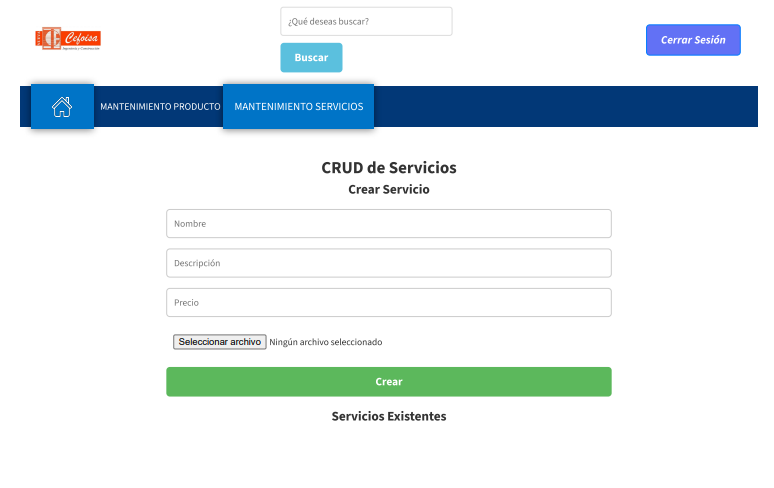 ¿Qué deseas buscar?
Buscar
Cefoisa
Ingeniería y Construcción
Cerrar Sesión
MANTENIMIENTO PRODUCTO
MANTENIMIENTO SERVICIOS
CRUD de Servicios
Crear Servicio
Nombre
Descripción
Precio
Seleccionar archivo Ningún archivo seleccionado
Crear
Servicios Existentes